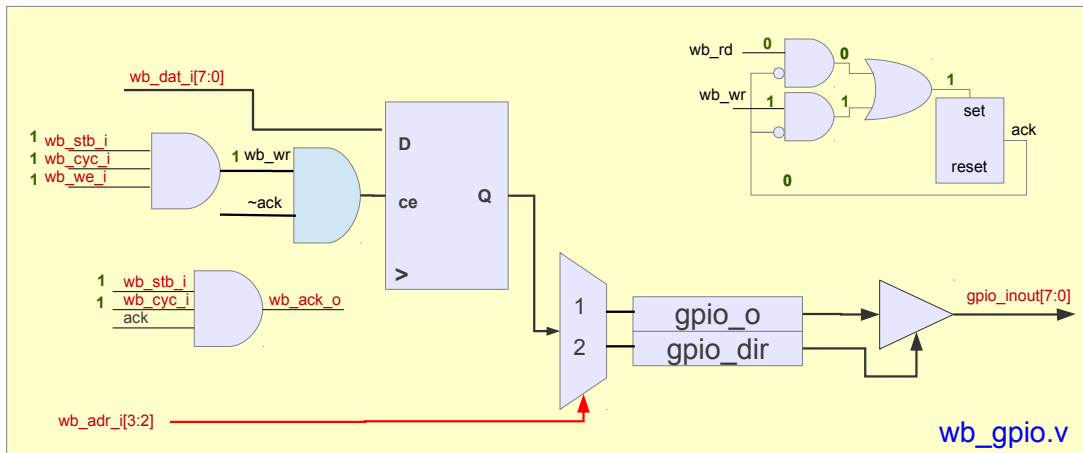 wb_dat_i[7:0]
1 wb_stb_i
1 wb_cyc_i
1 wb_we_i
1 wb_wr
~ack
D
ce
Q
>
1 wb_stb_i
1 wb_cyc_i
ack
wb_ack_o
wb_rd 0
0
wb_wr 1
1
1
set
reset
ack
0
1
2
gpio_o
gpio_dir
gpio_inout[7:0]
wb_adr_i[3:2]
wb_gpio.v